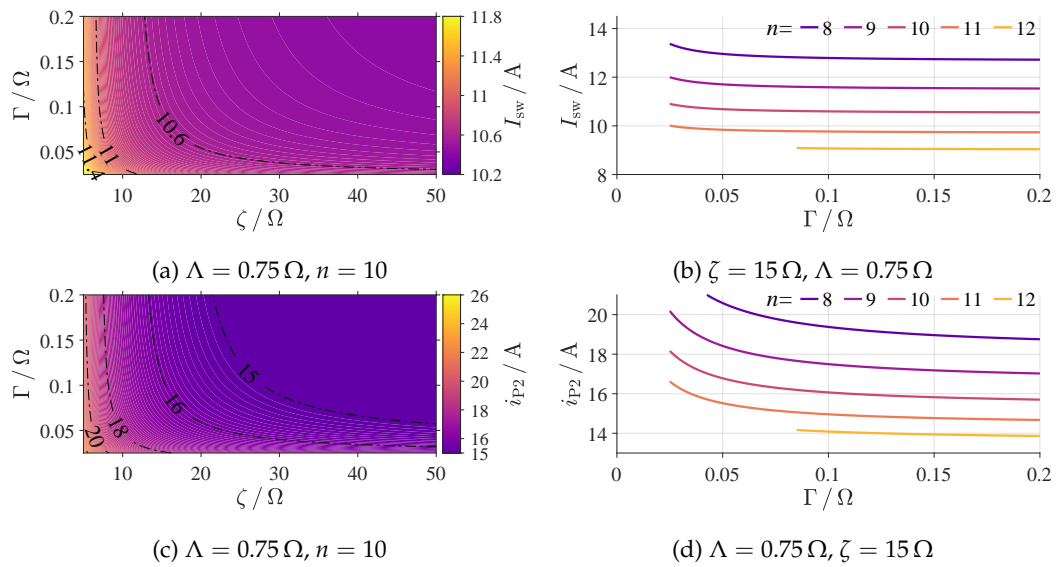 0.2
0.15
0.1
0.05
Γ / Ω
10 20 30 40 50
ζ / Ω
11.4
11
10.6
11.8
11.4
11
10.6
10.2
I_sw / A
(a) Λ = 0.75 Ω, n = 10
n= 8 9 10 11 12
14
12
10
8
I_sw / A
0 0.05 0.1 0.15 0.2
Γ / Ω
(b) ζ = 15 Ω, Λ = 0.75 Ω
0.2
0.15
0.1
0.05
Γ / Ω
10 20 30 40 50
ζ / Ω
20
18
16
15
26
24
22
20
18
16
15
i_P2 / A
(c) Λ = 0.75 Ω, n = 10
n= 8 9 10 11 12
20
18
16
14
i_P2 / A
0 0.05 0.1 0.15 0.2
Γ / Ω
(d) Λ = 0.75 Ω, ζ = 15 Ω